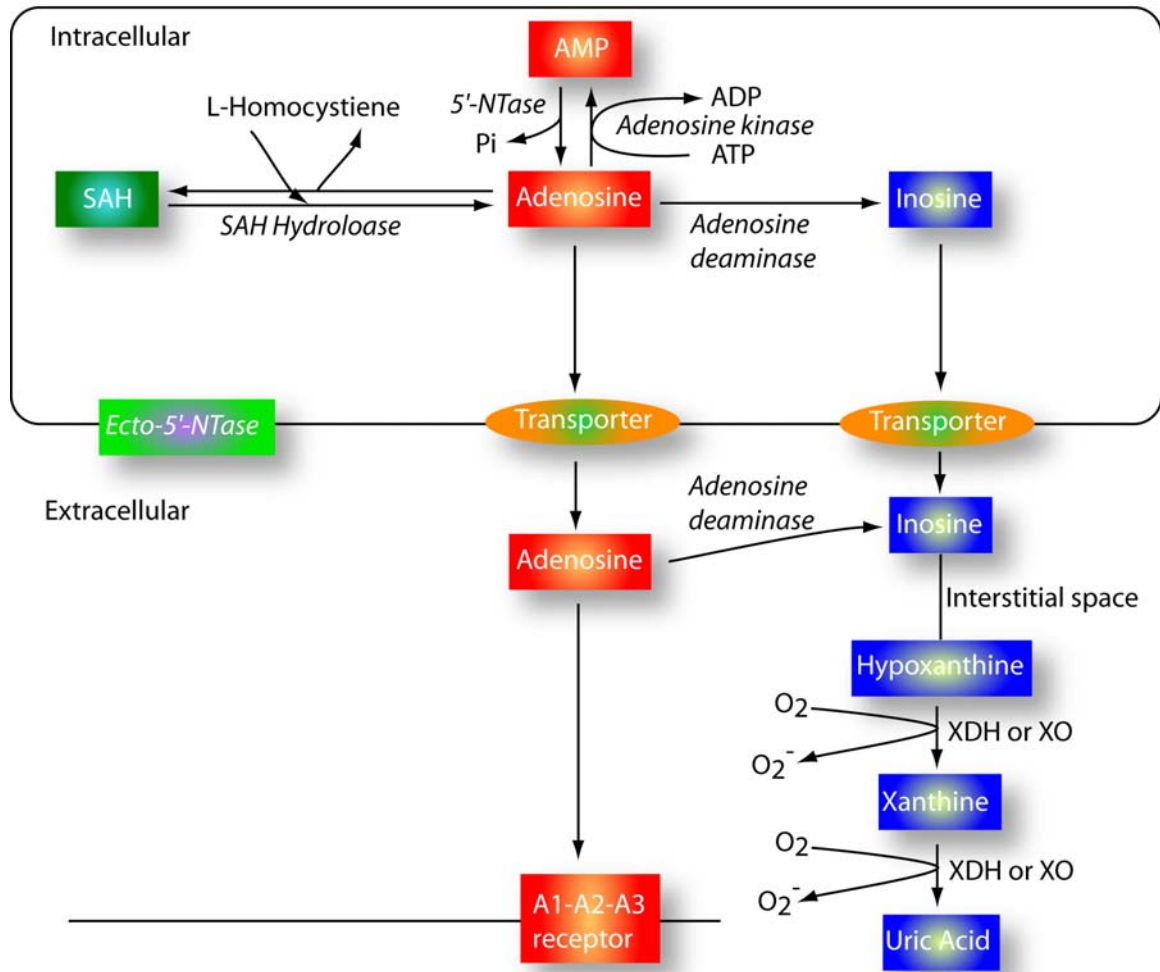 Intracellular
AMP
5'-NTase
ADP
L-Homocystiene
Adenosine kinase
Pi
ATP
SAH
Adenosine
Inosine
SAH Hydroloase
Adenosine
deaminase
Ecto-5'-NTase
Transporter
Transporter
Extracellular
Adenosine
deaminase
Inosine
Adenosine
Interstitial space
Hypoxanthine
O2
XDH or XO
O2-
Xanthine
O2
XDH or XO
O2-
A1-A2-A3
receptor
Uric Acid